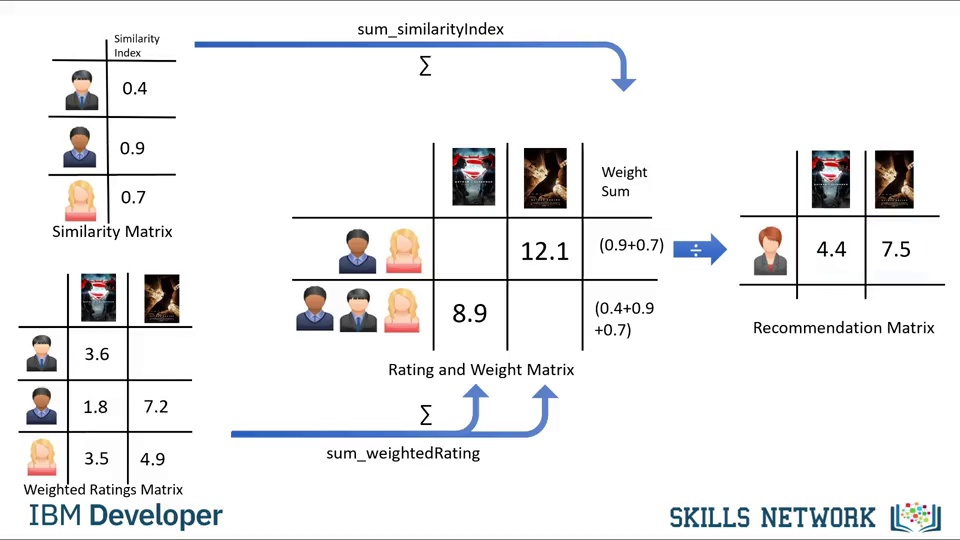 sum_similarityIndex
∑
Similarity
Index
0.4
0.9
0.7
Similarity Matrix
3.6
1.8 7.2
3.5 4.9
Weighted Ratings Matrix
Weight
Sum
12.1 (0.9+0.7)
8.9 (0.4+0.9
+0.7)
Rating and Weight Matrix
∑
sum_weightedRating
÷
4.4 7.5
Recommendation Matrix
IBM Developer
SKILLS NETWORK